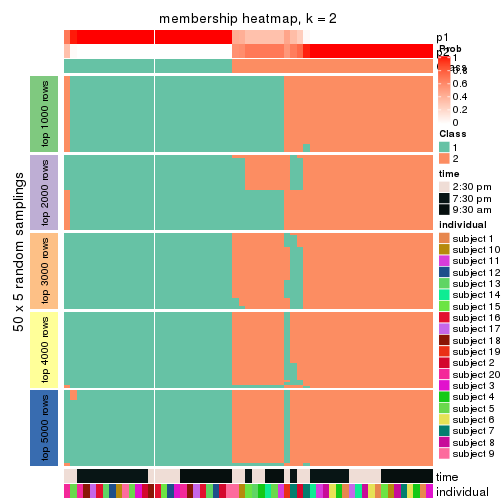 membership heatmap, k = 2
p1
p2
Class
50 x 5 random samplings
top 1000 rows
top 2000 rows
top 3000 rows
top 4000 rows
top 5000 rows
time
individual
Prob
1
0.8
0.6
0.4
0.2
0
Class
1
2
time
2:30 pm
7:30 pm
9:30 am
individual
subject 1
subject 10
subject 11
subject 12
subject 13
subject 14
subject 15
subject 16
subject 17
subject 18
subject 19
subject 2
subject 20
subject 3
subject 4
subject 5
subject 6
subject 7
subject 8
subject 9